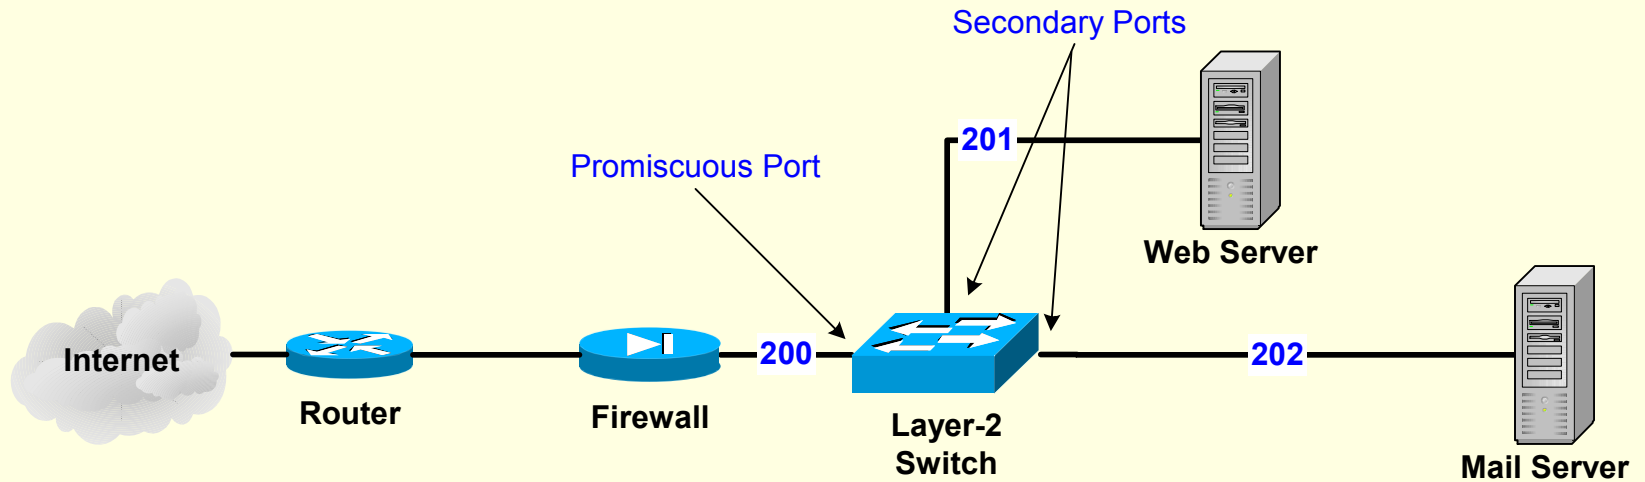 Secondary Ports
201
Promiscuous Port
Web Server
Internet
200
202
Router
Firewall
Layer-2
Switch
Mail Server